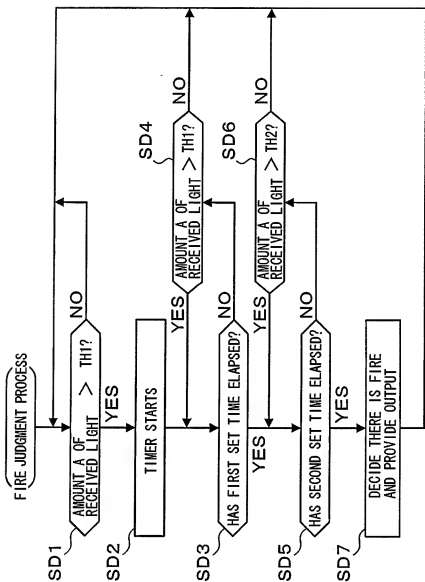 FIRE JUDGMENT PROCESS
SD1
AMOUNT A OF
RECEIVED LIGHT > TH1?
NO
YES
SD2
TIMER STARTS
SD4
AMOUNT A OF
RECEIVED LIGHT > TH1?
NO
YES
SD3
HAS FIRST SET TIME ELAPSED?
NO
YES
SD6
AMOUNT A OF
RECEIVED LIGHT > TH2?
NO
YES
SD5
HAS SECOND SET TIME ELAPSED?
NO
YES
SD7
DECIDE THERE IS FIRE
AND PROVIDE OUTPUT